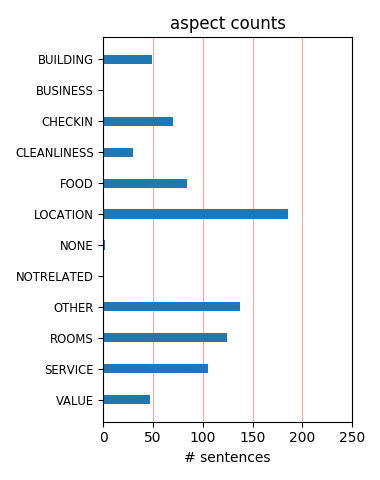 aspect counts
BUILDING
BUSINESS
CHECKIN
CLEANLINESS
FOOD
LOCATION
NONE
NOTRELATED
OTHER
ROOMS
SERVICE
VALUE
0 50 100 150 200 250
# sentences